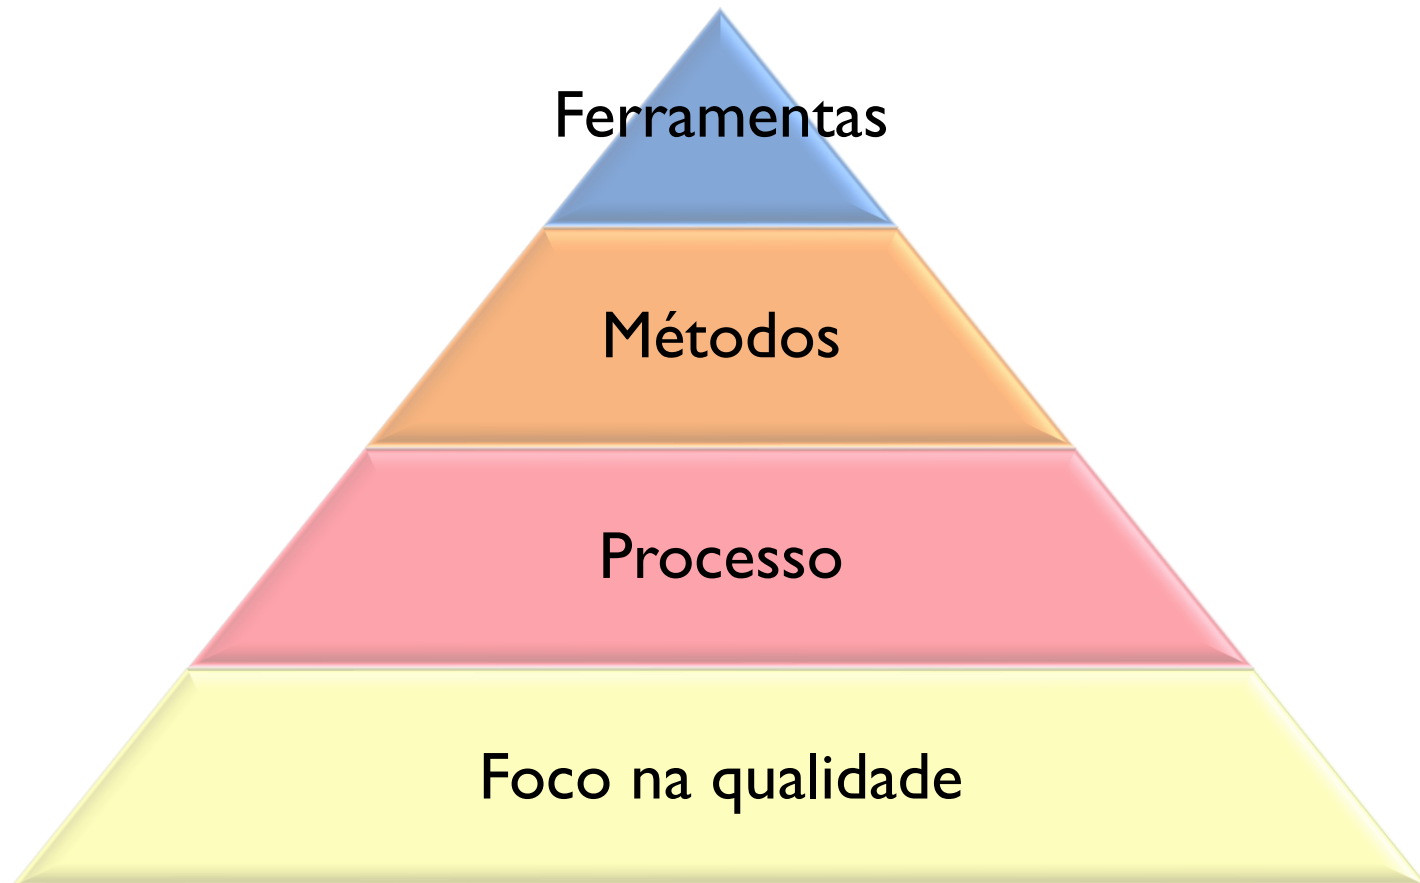 Ferramentas
Métodos
Processo
Foco na qualidade